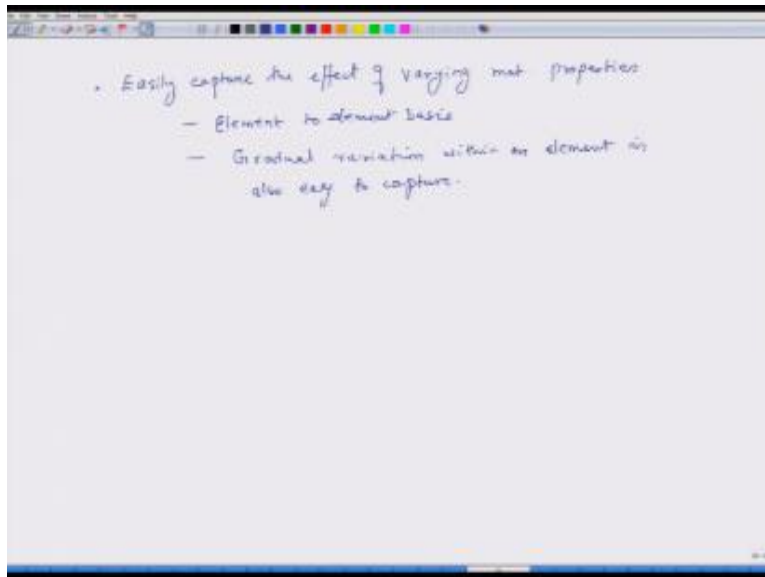 . Easily capture the effect of varying mat properties
– Element to element basis
– Gradual variation within an element is
also easy to capture.